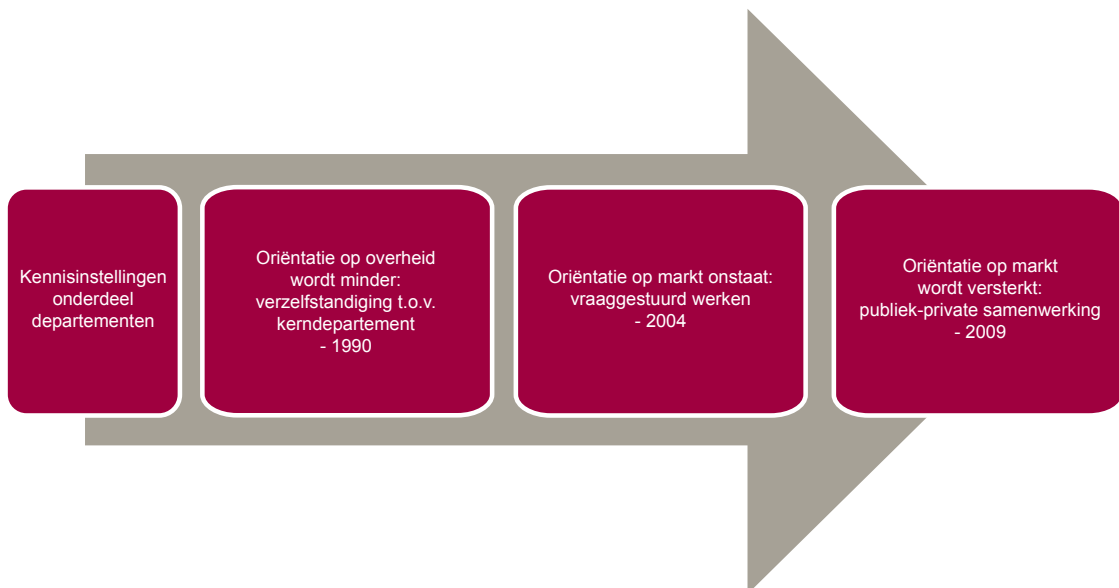 Kennisinstellingen
onderdeel
departementen
Oriëntatie op overheid
wordt minder:
verzelfstandiging t.o.v.
kerndepartement
- 1990
Oriëntatie op markt onstaat:
vraaggestuurd werken
- 2004
Oriëntatie op markt
wordt versterkt:
publiek-private samenwerking
- 2009